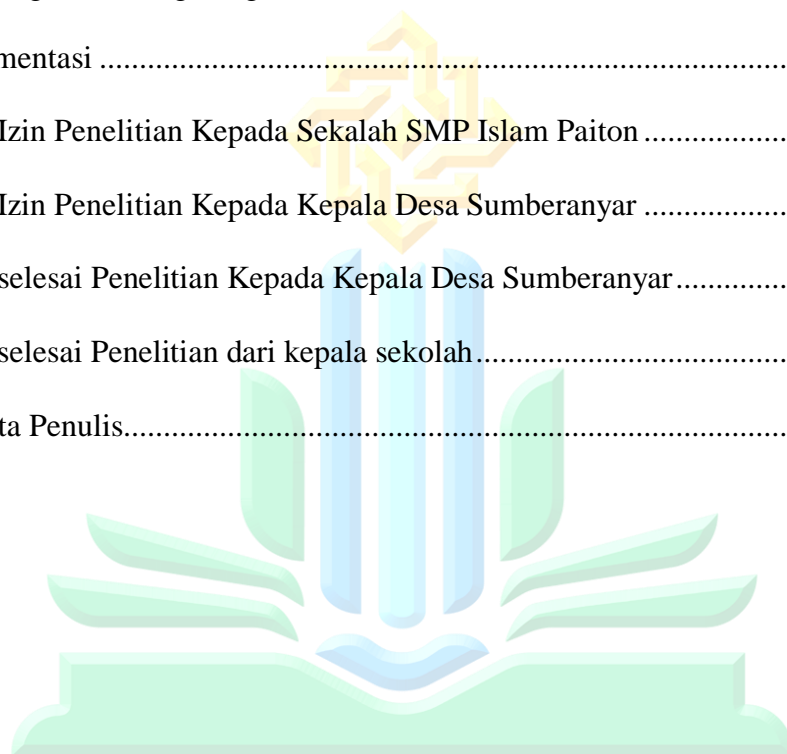 mentasi ................................................................................
Izin Penelitian Kepada Sekalah SMP Islam Paiton ..................
Izin Penelitian Kepada Kepala Desa Sumberanyar ..................
selesai Penelitian Kepada Kepala Desa Sumberanyar ..............
selesai Penelitian dari kepala sekolah .......................................
ta Penulis...................................................................................